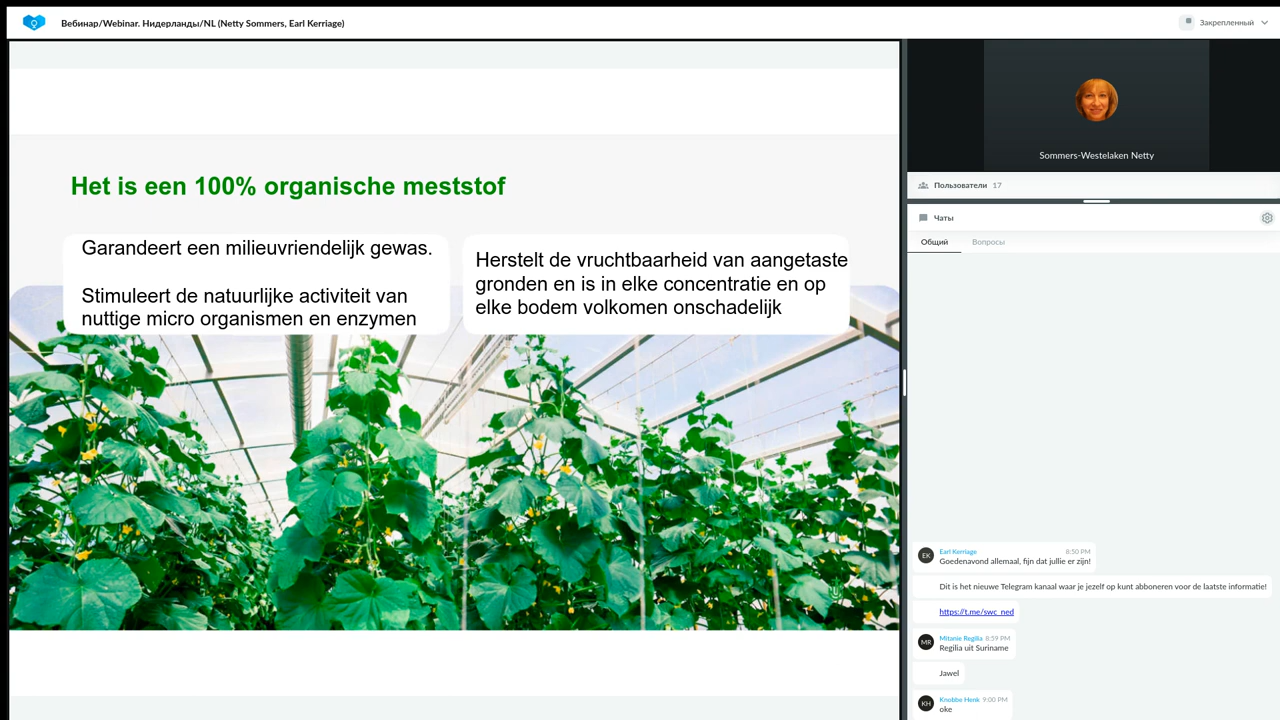 Вебинар/Webinar. Нидерланды/NL (Netty Sommers, Earl Kerriage)
Закрепленный
Het is een 100% organische meststof
Garandeert een milieuvriendelijk gewas.
Stimuleert de natuurlijke activiteit van
nuttige micro organismen en enzymen
Herstelt de vruchtbaarheid van aangetaste
gronden en is in elke concentratie en op
elke bodem volkomen onschadelijk
Sommers-Westelaken Netty
Пользователи 17
Чаты
Общий Вопросы
EK Earl Kerriage 8:50 PM
Goedenavond allemaal, fijn dat jullie er zijn!
Dit is het nieuwe Telegram kanaal waar je jezelf op kunt abboneren voor de laatste informatie!
https://t.me/swc_ned
MR Mitanie Regilia 8:59 PM
Regilia uit Suriname
Jawel
KH Knobbe Henk 9:00 PM
oke